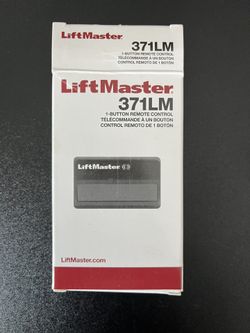 LiftMaster
371LM
1-BUTTON REMOTE CONTROL
TÉLÉCOMMANDE À UN BOUTON
CONTROL REMOTO DE 1 BOTÓN
LiftMaster
371LM
1-BUTTON REMOTE CONTROL
TÉLÉCOMMANDE À UN BOUTON
CONTROL REMOTO DE 1 BOTÓN
LiftMaster
LiftMaster.com